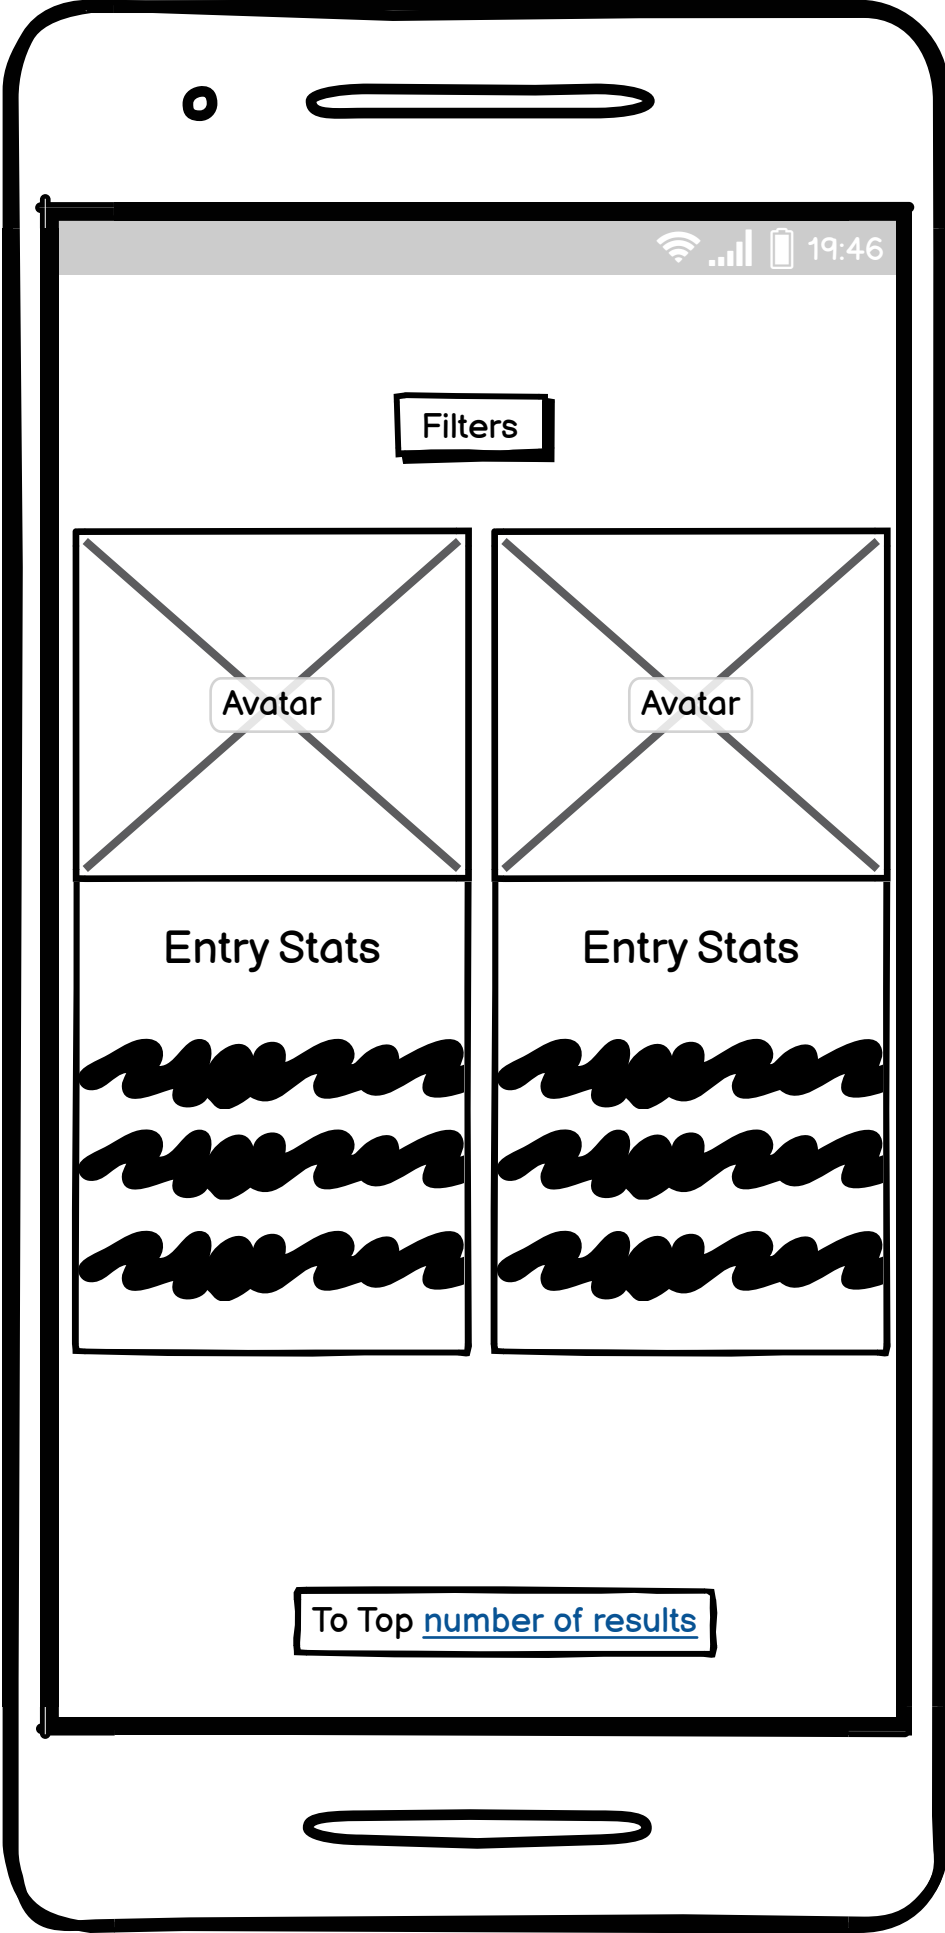 19:46
Filters
Avatar Avatar
Entry Stats Entry Stats
To Top number of results